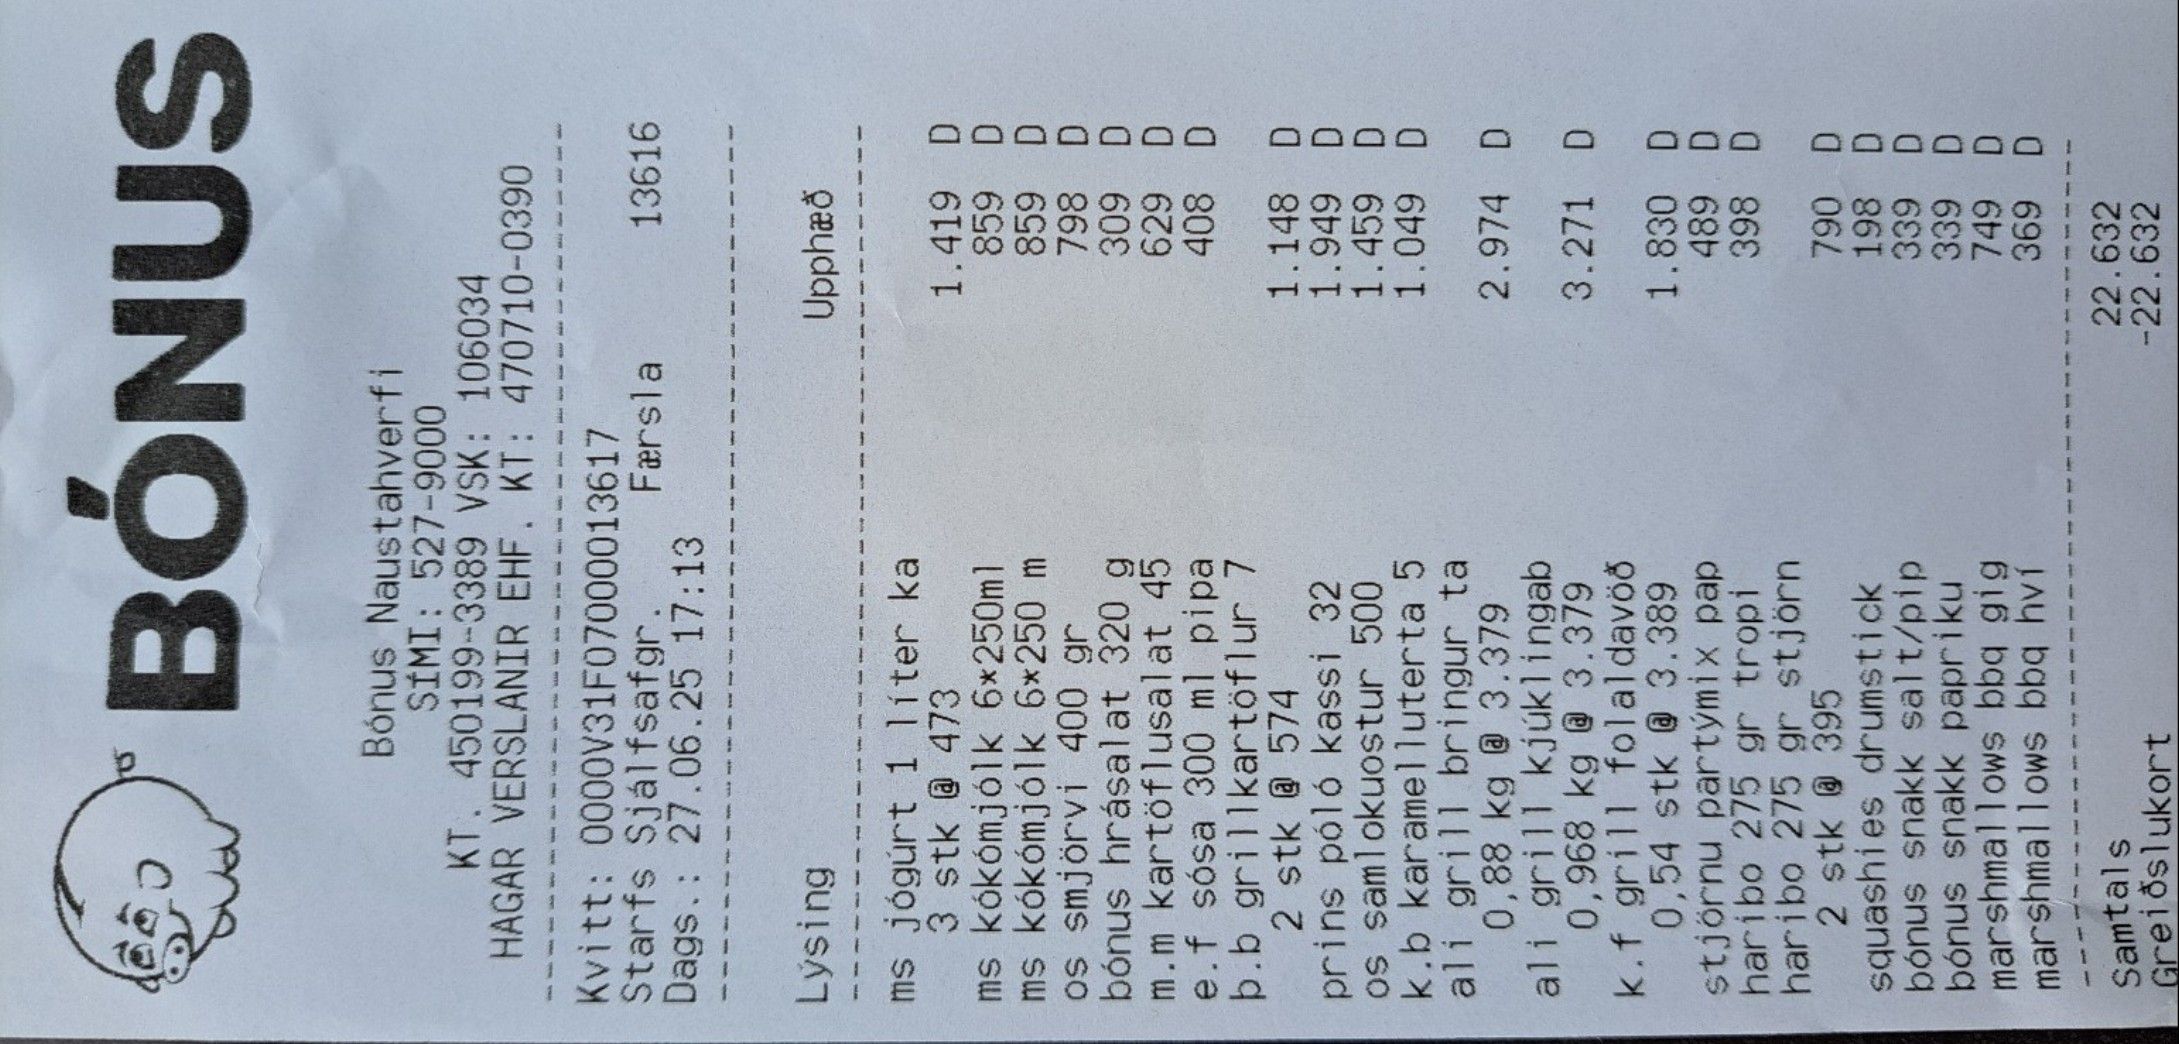 BÓNUS
Bónus Naustahverfi
SÍMI: 527-9000
KT. 450199-3389 VSK: 106034
HAGAR VERSLANIR EHF. KT: 470710-0390
Kvitt: 0000V31F07000013617
Starfs Sjálfsafgr. Færsla 13616
Dags.: 27.06.25 17:13
Lýsing Upphæð
ms jógúrt 1 líter ka
3 stk @ 473 1.419 D
ms kókómjólk 6*250ml 859 D
ms kókómjólk 6*250 m 859 D
os smjörvi 400 gr 798 D
bónus hrásalat 320 g 309 D
m.m kartöflusalat 45 629 D
e.f sósa 300 ml pipa 408 D
b.b grillkartöflur 7
2 stk @ 574 1.148 D
prins póló kassi 32 1.949 D
os samlokuostur 500 1.459 D
k.b karamelluterta 5 1.049 D
ali grill bringur ta
0,88 kg @ 3.379 2.974 D
ali grill kjúklingab
0,968 kg @ 3.379 3.271 D
k.f grill folaldavöð
0,54 stk @ 3.389 1.830 D
stjörnu partýmix pap 489 D
haribo 275 gr tropi 398 D
haribo 275 gr stjörn
2 stk @ 395 790 D
squashies drumstick 198 D
bónus snakk salt/pip 339 D
bónus snakk papriku 339 D
marshmallows bbq gig 749 D
marshmallows bbq hví 369 D
Samtals 22.632
Greiðslukort -22.632